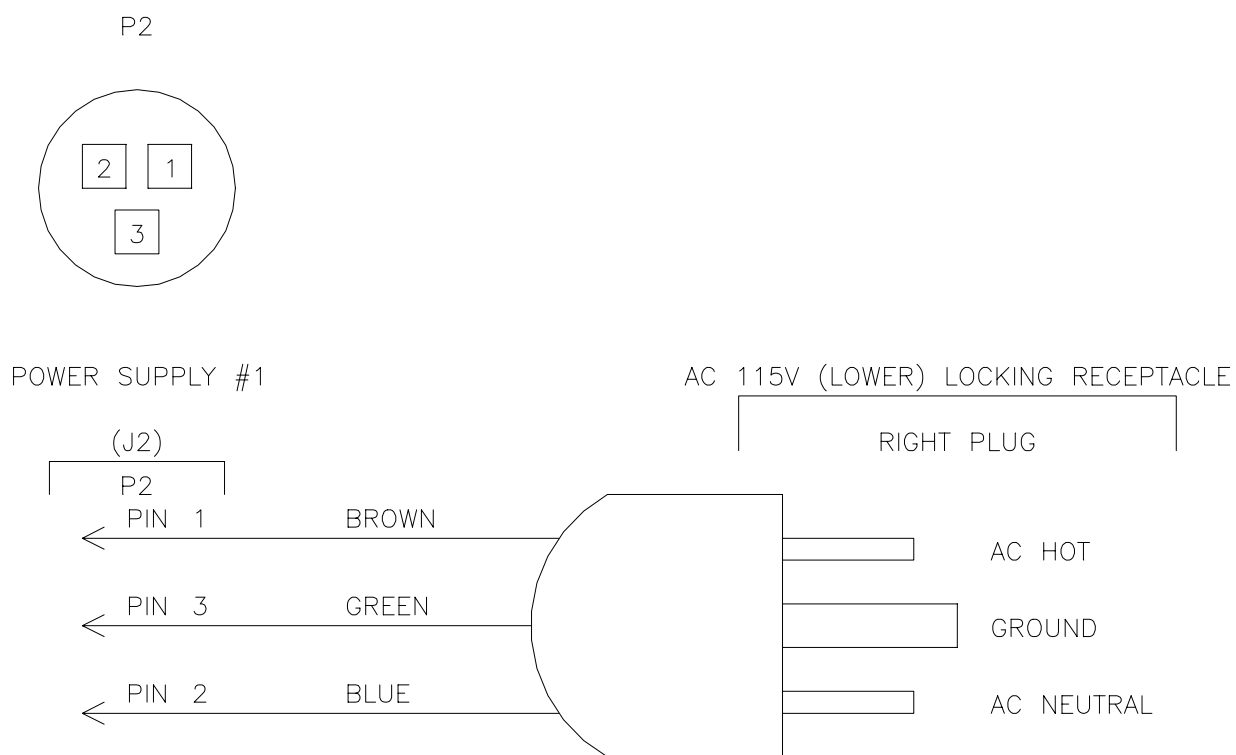 P2
2 1
3
POWER SUPPLY #1
AC 115V (LOWER) LOCKING RECEPTACLE
(J2)
RIGHT PLUG
P2
PIN 1 BROWN
AC HOT
PIN 3 GREEN
GROUND
PIN 2 BLUE
AC NEUTRAL